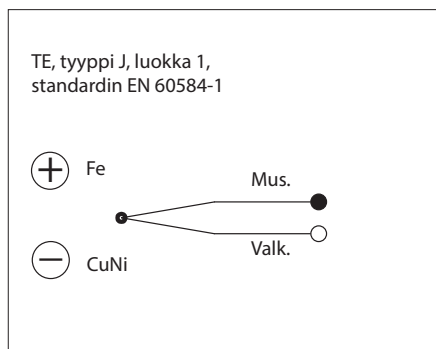 TE, tyyppi J, luokka 1,
standardin EN 60584-1
Fe
Mus.
Valk.
CuNi